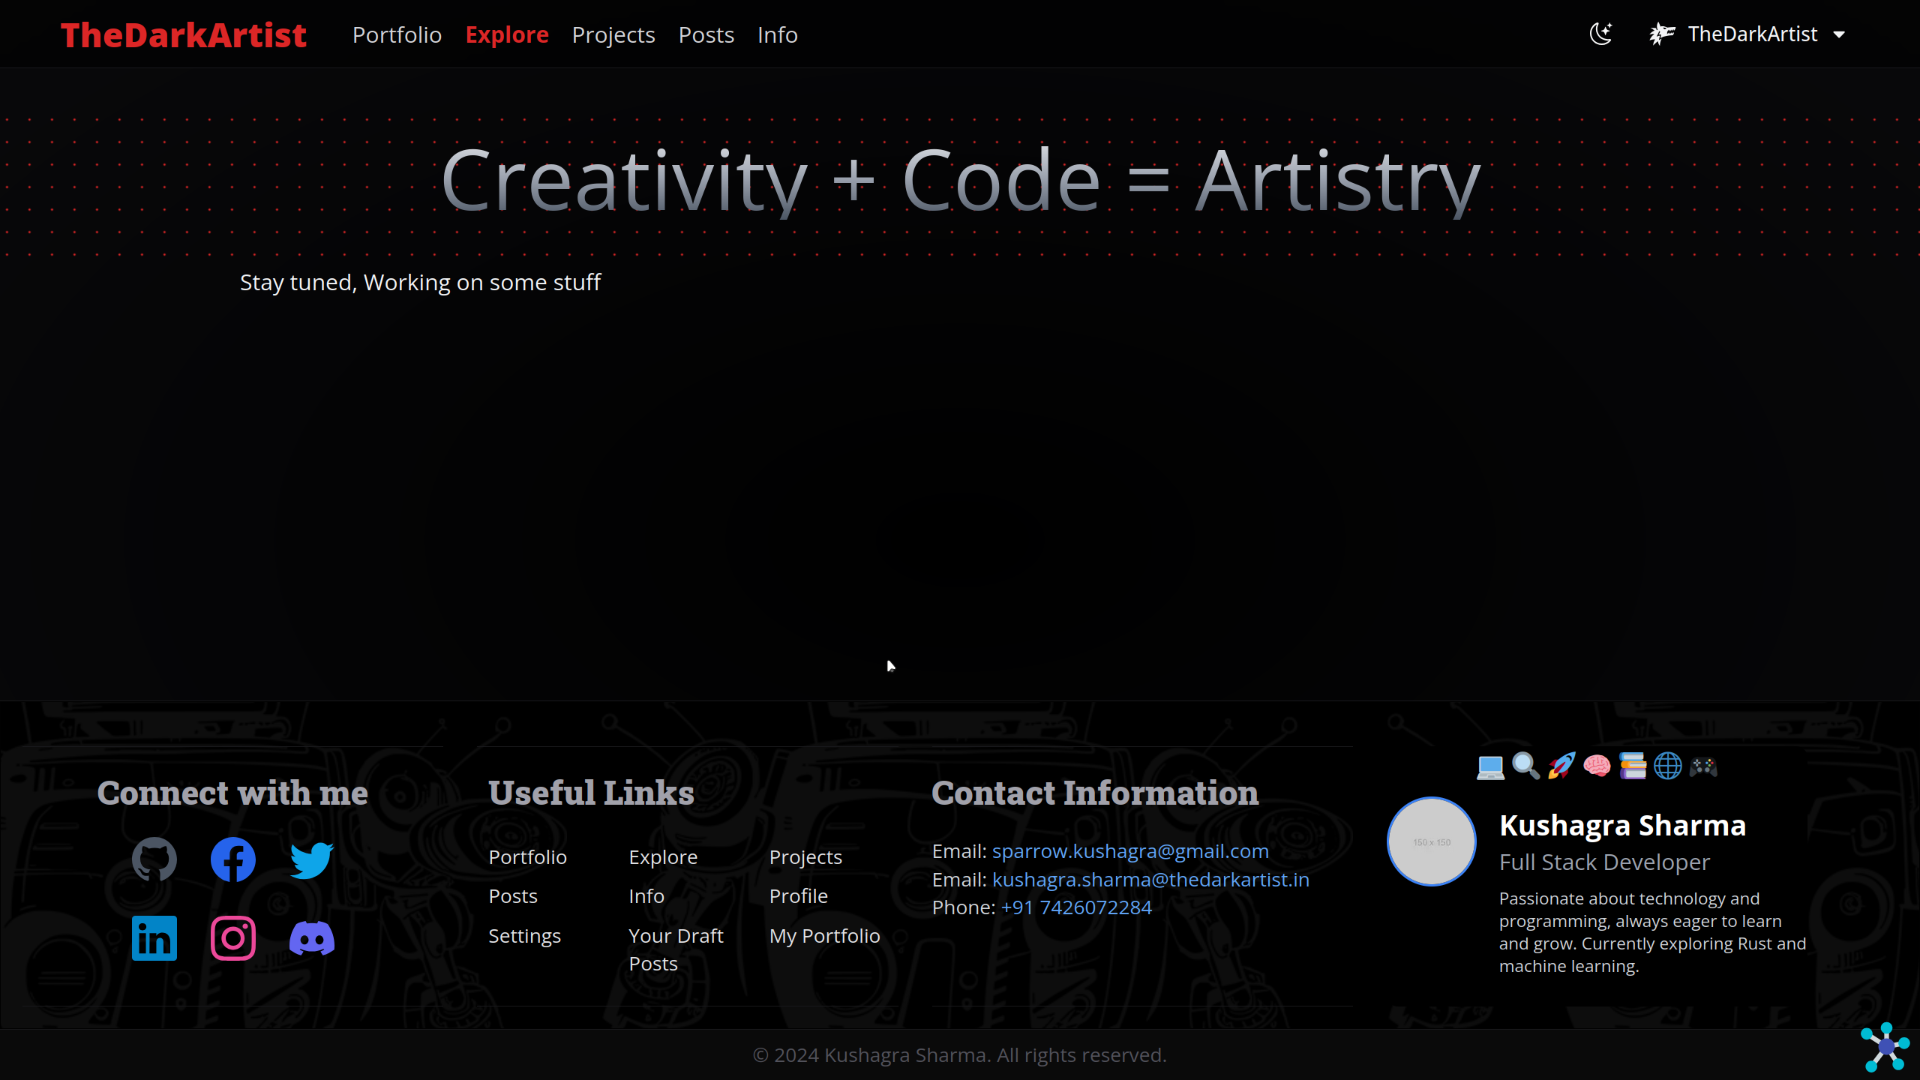 TheDarkArtist
Portfolio Explore Projects Posts Info
TheDarkArtist
Creativity + Code = Artistry
Stay tuned, Working on some stuff
Connect with me
Useful Links
Portfolio Explore Projects
Posts Info Profile
Settings Your Draft Posts My Portfolio
Contact Information
Email: sparrow.kushagra@gmail.com
Email: kushagra.sharma@thedarkartist.in
Phone: +91 7426072284
150 x 150
Kushagra Sharma
Full Stack Developer
Passionate about technology and
programming, always eager to learn
and grow. Currently exploring Rust and
machine learning.
© 2024 Kushagra Sharma. All rights reserved.